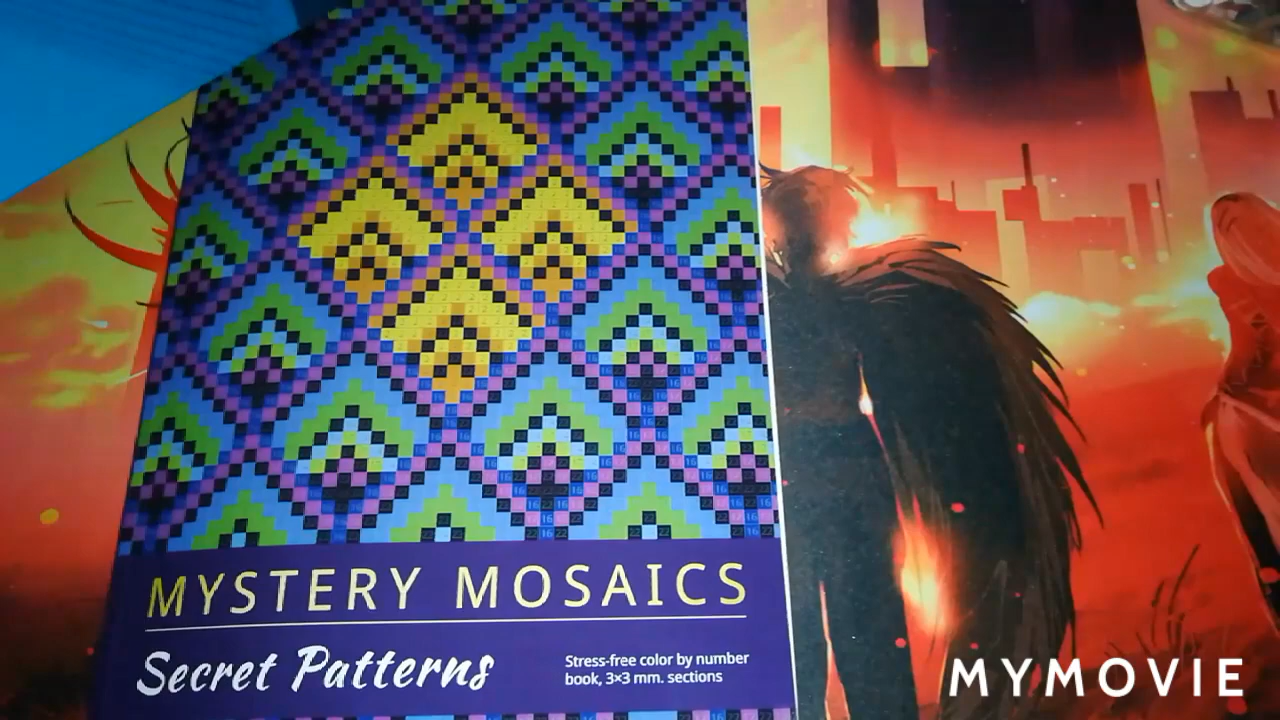 MYSTERY MOSAICS
Secret Patterns
Stress-free color by number
book, 3×3 mm. sections
MYMOVIE